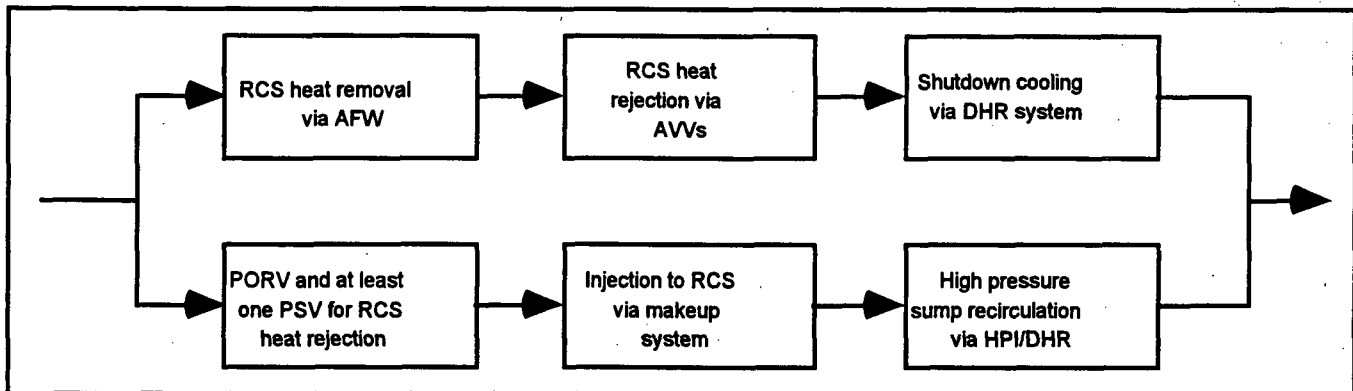 RCS heat removal
via AFW
RCS heat
rejection via
AVVs
Shutdown cooling
via DHR system
PORV and at least
one PSV for RCS
heat rejection
Injection to RCS
via makeup
system
High pressure
sump recirculation
via HPI/DHR